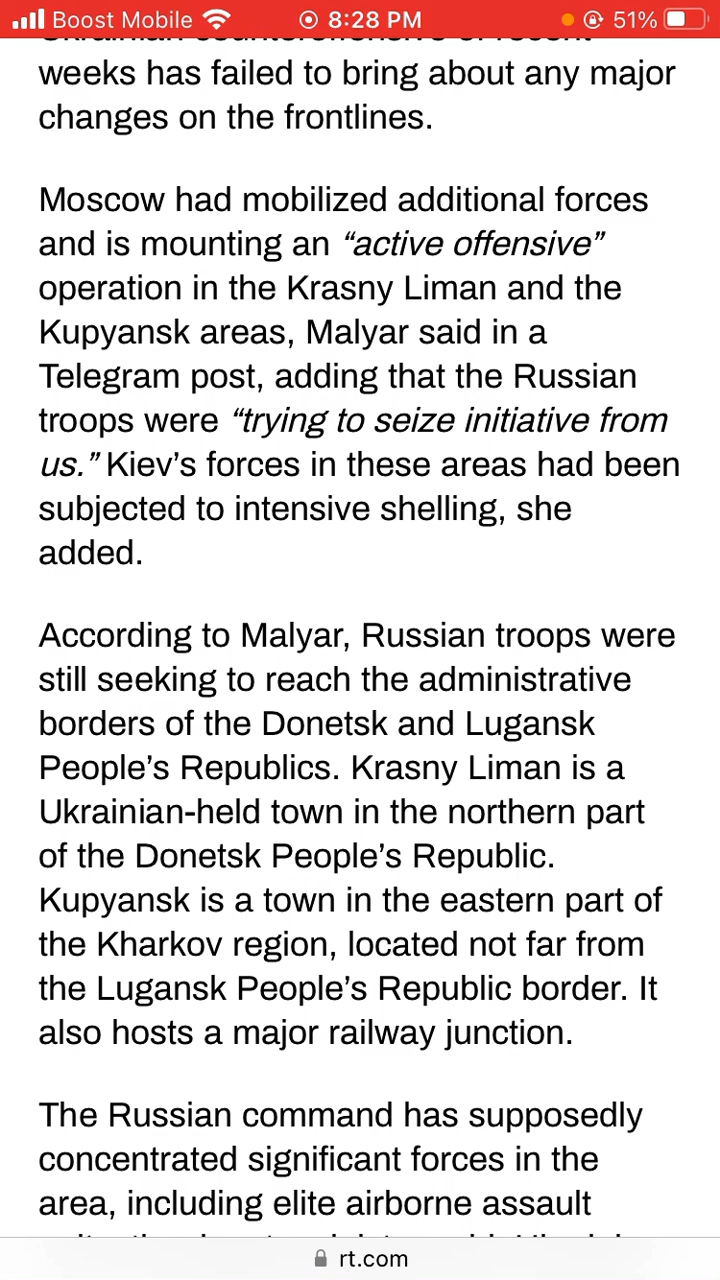 Boost Mobile 8:28 PM 51%
weeks has failed to bring about any major
changes on the frontlines.
Moscow had mobilized additional forces
and is mounting an “active offensive”
operation in the Krasny Liman and the
Kupyansk areas, Malyar said in a
Telegram post, adding that the Russian
troops were “trying to seize initiative from
us.” Kiev’s forces in these areas had been
subjected to intensive shelling, she
added.
According to Malyar, Russian troops were
still seeking to reach the administrative
borders of the Donetsk and Lugansk
People’s Republics. Krasny Liman is a
Ukrainian-held town in the northern part
of the Donetsk People’s Republic.
Kupyansk is a town in the eastern part of
the Kharkov region, located not far from
the Lugansk People’s Republic border. It
also hosts a major railway junction.
The Russian command has supposedly
concentrated significant forces in the
area, including elite airborne assault
rt.com